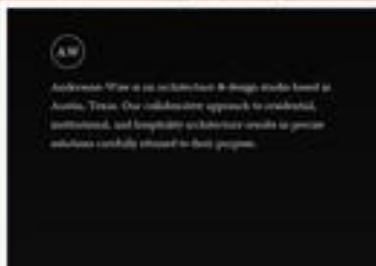 AW
Andersson-Wise is an architecture & design studio based in
Austin, Texas. Our collaborative approach to residential,
institutional, and hospitality architecture results in precise
solutions carefully attuned to their purpose.